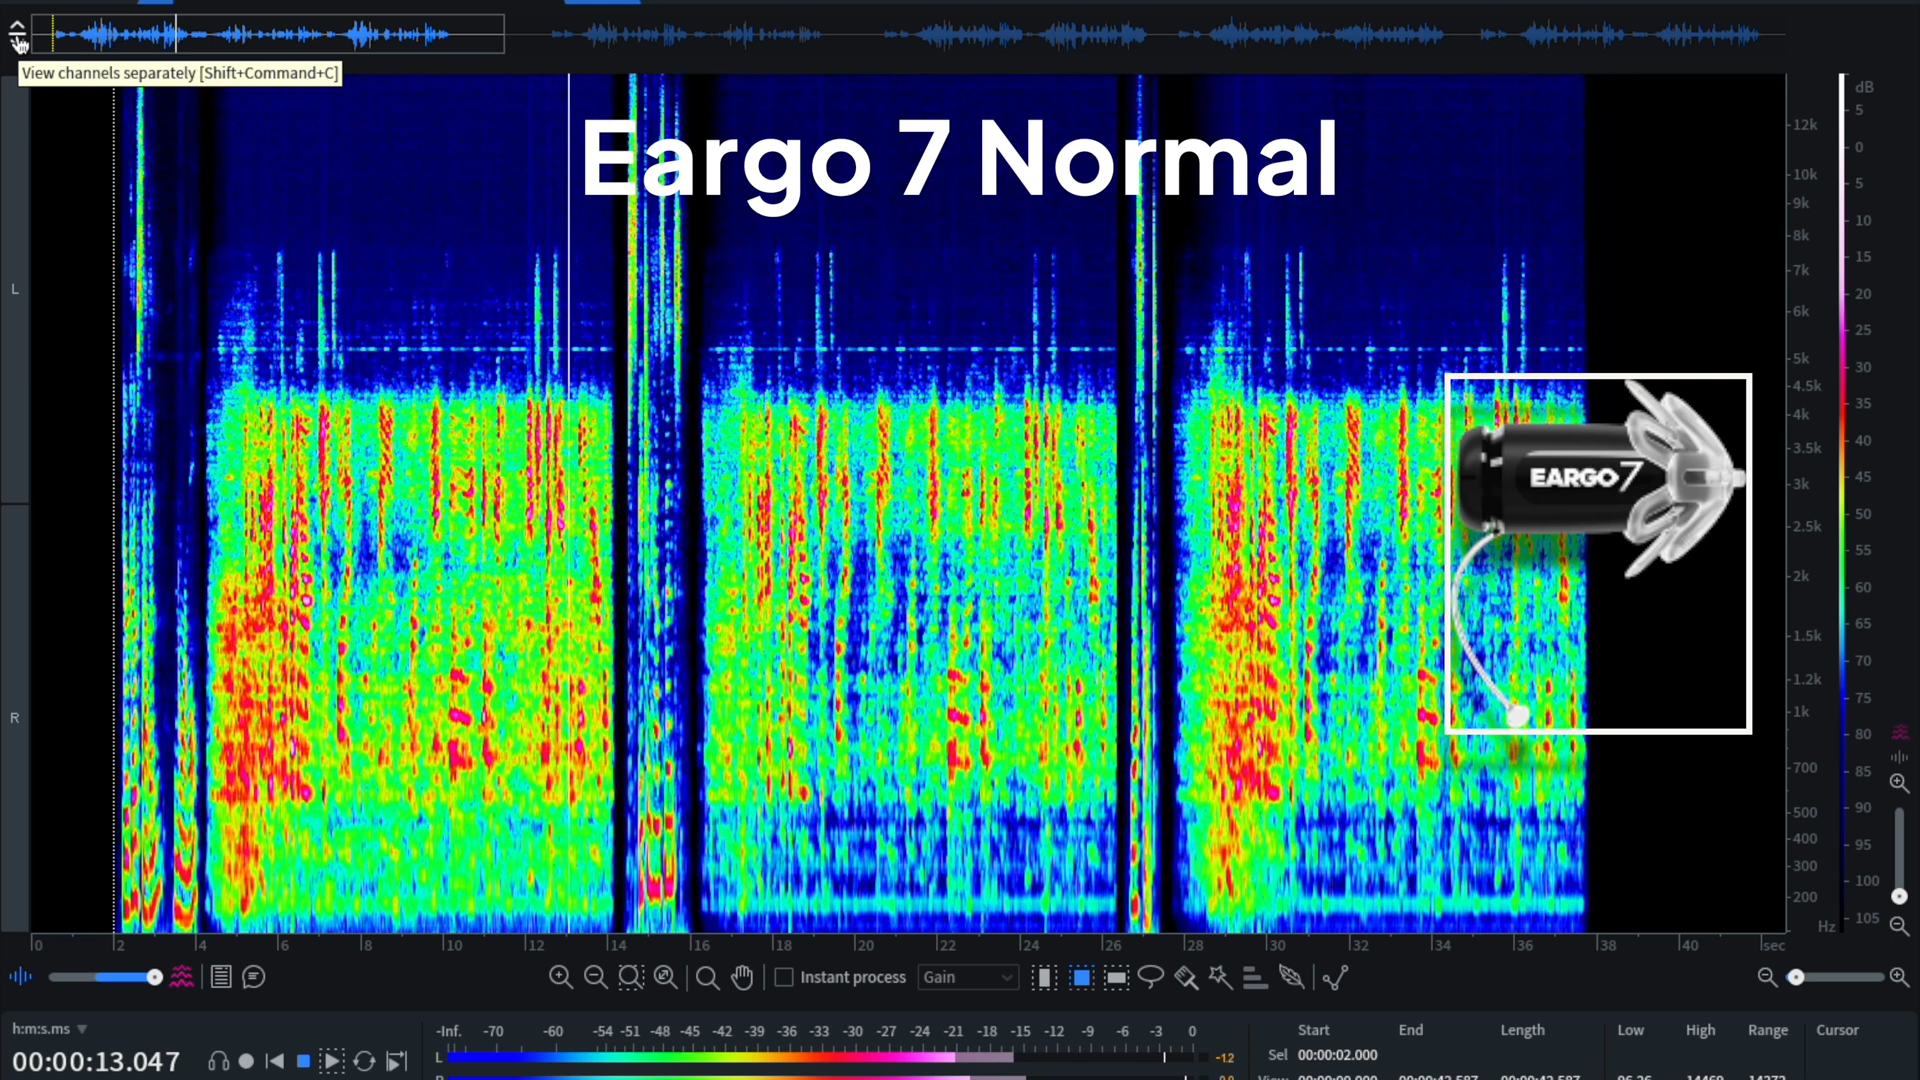 View channels separately [Shift+Command+C]
Eargo 7 Normal
EARGO 7
L
R
dB
5
0
5
10
15
20
25
30
35
40
45
50
55
60
65
70
75
80
85
90
95
100
105
12k
10k
9k
8k
7k
6k
5k
4.5k
4k
3.5k
3k
2.5k
2k
1.5k
1.2k
1k
700
500
400
300
200
Hz
0 2 4 6 8 10 12 14 16 18 20 22 24 26 28 30 32 34 36 38 40 sec
Instant process Gain
h:m:s.ms
00:00:13.047
-Inf. -70 -60 -54 -51 -48 -45 -42 -39 -36 -33 -30 -27 -24 -21 -18 -15 -12 -9 -6 -3 0
L -1.2
Start End Length Low High Range Cursor
Sel 00:00:02.000